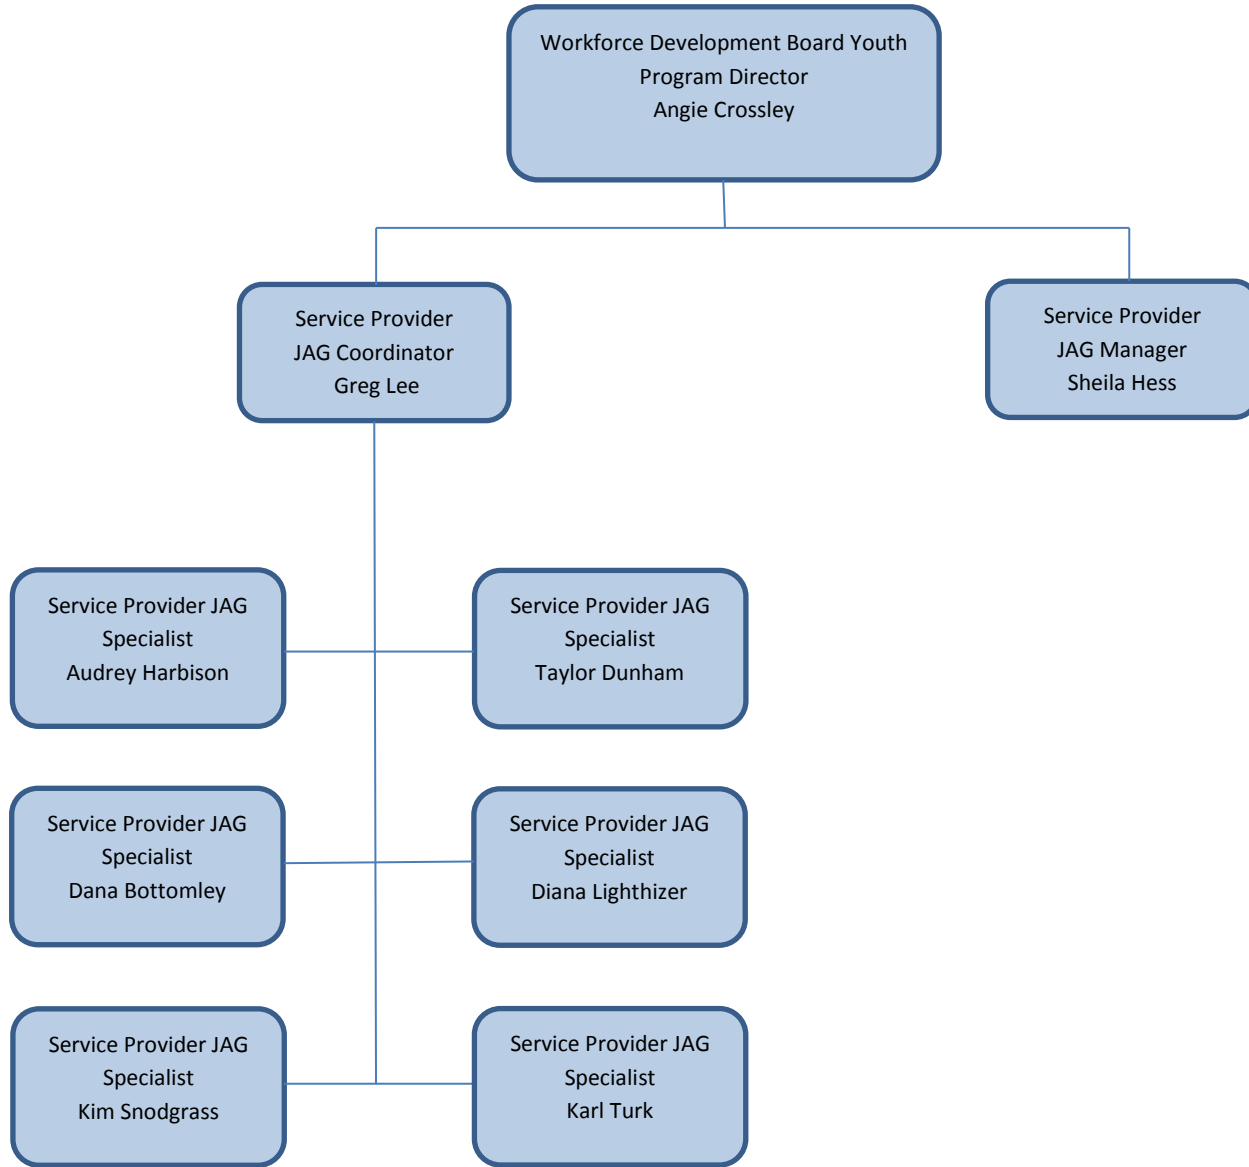 Workforce Development Board Youth
Program Director
Angie Crossley
Service Provider
JAG Coordinator
Greg Lee
Service Provider
JAG Manager
Sheila Hess
Service Provider JAG
Specialist
Audrey Harbison
Service Provider JAG
Specialist
Taylor Dunham
Service Provider JAG
Specialist
Dana Bottomley
Service Provider JAG
Specialist
Diana Lighthizer
Service Provider JAG
Specialist
Kim Snodgrass
Service Provider JAG
Specialist
Karl Turk